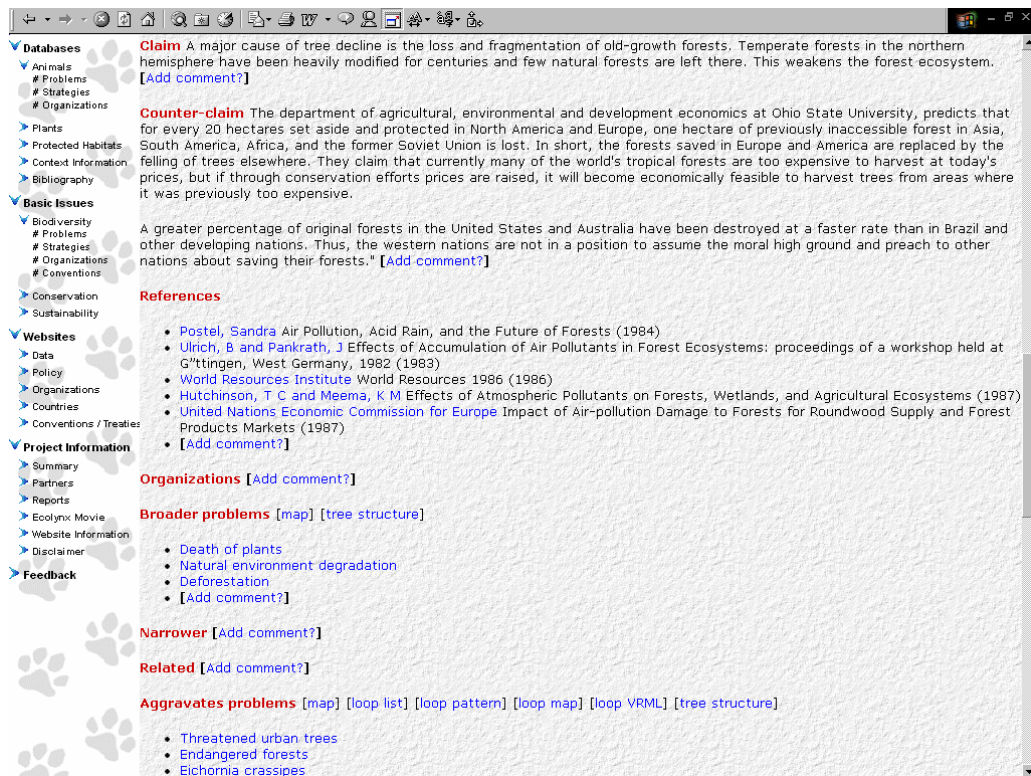 Databases
Animals
# Problems
# Strategies
# Organizations
Plants
Protected Habitats
Context Information
Bibliography
Basic Issues
Biodiversity
# Problems
# Strategies
# Organizations
# Conventions
Conservation
Sustainability
Websites
Data
Policy
Organizations
Countries
Conventions / Treaties
Project Information
Summary
Partners
Reports
Ecolynx Movie
Website Information
Disclaimer
Feedback
Claim A major cause of tree decline is the loss and fragmentation of old-growth forests. Temperate forests in the northern
hemisphere have been heavily modified for centuries and few natural forests are left there. This weakens the forest ecosystem.
[Add comment?]
Counter-claim The department of agricultural, environmental and development economics at Ohio State University, predicts that
for every 20 hectares set aside and protected in North America and Europe, one hectare of previously inaccessible forest in Asia,
South America, Africa, and the former Soviet Union is lost. In short, the forests saved in Europe and America are replaced by the
felling of trees elsewhere. They claim that currently many of the world's tropical forests are too expensive to harvest at today's
prices, but if through conservation efforts prices are raised, it will become economically feasible to harvest trees from areas where
it was previously too expensive.
A greater percentage of original forests in the United States and Australia have been destroyed at a faster rate than in Brazil and
other developing nations. Thus, the western nations are not in a position to assume the moral high ground and preach to other
nations about saving their forests." [Add comment?]
References
• Postel, Sandra Air Pollution, Acid Rain, and the Future of Forests (1984)
• Ulrich, B and Pankrath, J Effects of Accumulation of Air Pollutants in Forest Ecosystems: proceedings of a workshop held at
G"ttingen, West Germany, 1982 (1983)
• World Resources Institute World Resources 1986 (1986)
• Hutchinson, T C and Meema, K M Effects of Atmospheric Pollutants on Forests, Wetlands, and Agricultural Ecosystems (1987)
• United Nations Economic Commission for Europe Impact of Air-pollution Damage to Forests for Roundwood Supply and Forest
Products Markets (1987)
• [Add comment?]
Organizations [Add comment?]
Broader problems [map] [tree structure]
• Death of plants
• Natural environment degradation
• Deforestation
• [Add comment?]
Narrower [Add comment?]
Related [Add comment?]
Aggravates problems [map] [loop list] [loop pattern] [loop map] [loop VRML] [tree structure]
• Threatened urban trees
• Endangered forests
• Eichornia crassipes